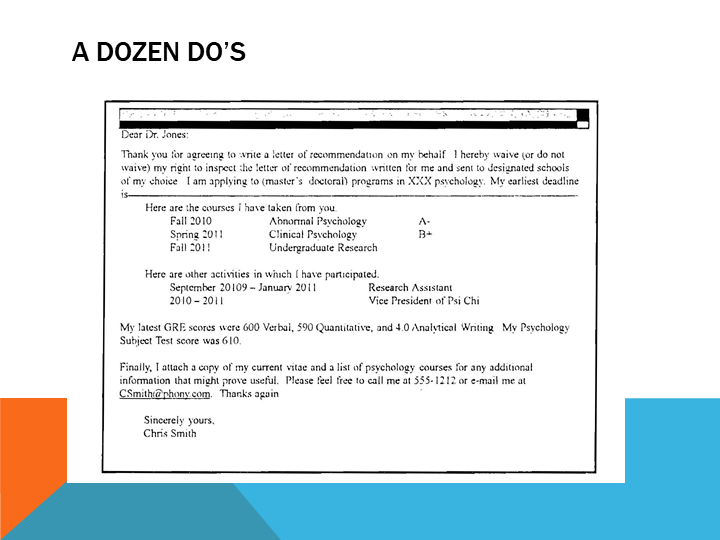 A DOZEN DO'S
Dear Dr. Jones:
Thank you for agreeing to write a letter of recommendation on my behalf I hereby waive (or do not
waive) my right to inspect the letter of recommendation written for me and sent to designated schools
of my choice I am applying to (master's doctoral) programs in XXX psychology. My earliest deadline
is
Here are the courses I have taken from you.
Fall 2010 Abnormal Psychology A-
Spring 2011 Clinical Psychology B+
Fall 2011 Undergraduate Research
Here are other activities in which I have participated.
September 20109 – January 2011 Research Assistant
2010 – 2011 Vice President of Psi Chi
My latest GRE scores were 600 Verbal, 590 Quantitative, and 4.0 Analytical Writing My Psychology
Subject Test score was 610.
Finally, I attach a copy of my current vitae and a list of psychology courses for any additional
information that might prove useful. Please feel free to call me at 555-1212 or e-mail me at
CSmith@phony.com. Thanks again
Sincerely yours,
Chris Smith